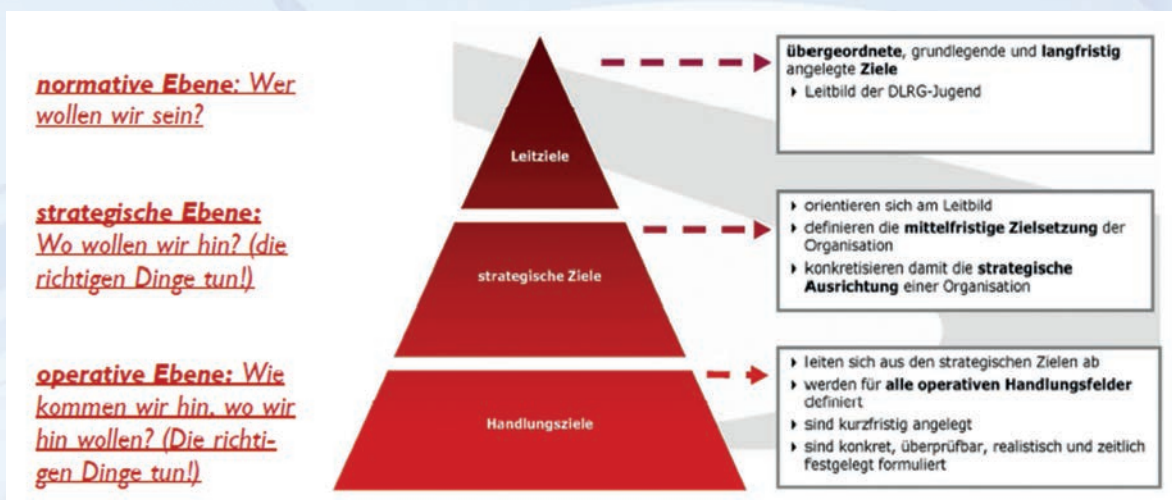 normative Ebene: Wer
wollen wir sein?
Leitziele
übergeordnete, grundlegende und langfristig
angelegte Ziele
Leitbild der DLRG-Jugend
strategische Ebene:
Wo wollen wir hin? (die
richtigen Dinge tun!)
strategische Ziele
orientieren sich am Leitbild
definieren die mittelfristige Zielsetzung der
Organisation
konkretisieren damit die strategische
Ausrichtung einer Organisation
operative Ebene: Wie
kommen wir hin, wo wir
hin wollen? (Die richti-
gen Dinge tun!)
Handlungsziele
leiten sich aus den strategischen Zielen ab
werden für alle operativen Handlungsfelder
definiert
sind kurzfristig angelegt
sind konkret, überprüfbar, realistisch und zeitlich
festgelegt formuliert